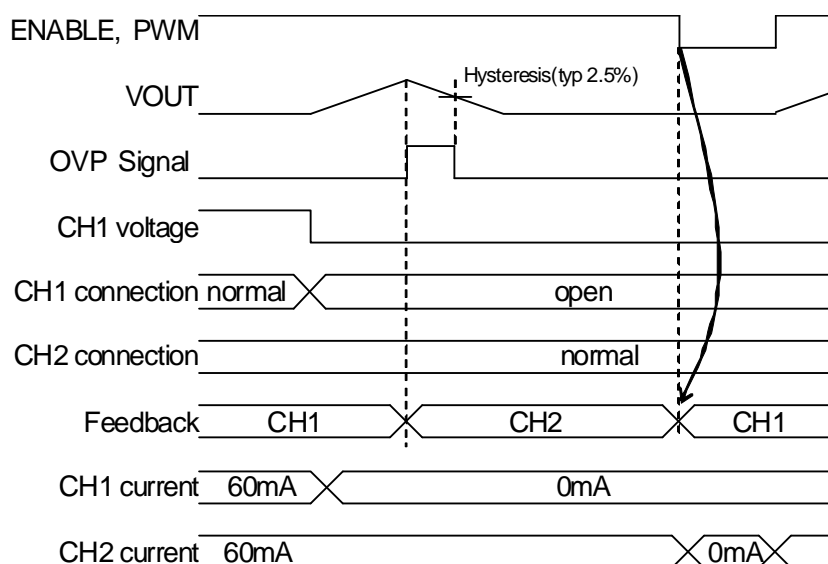 ENABLE, PWM
Hysteresis(typ 2.5%)
VOUT
OVP Signal
CH1 voltage
CH1 connection normal open
CH2 connection normal
Feedback CH1 CH2 CH1
CH1 current 60mA 0mA
CH2 current 60mA 0mA